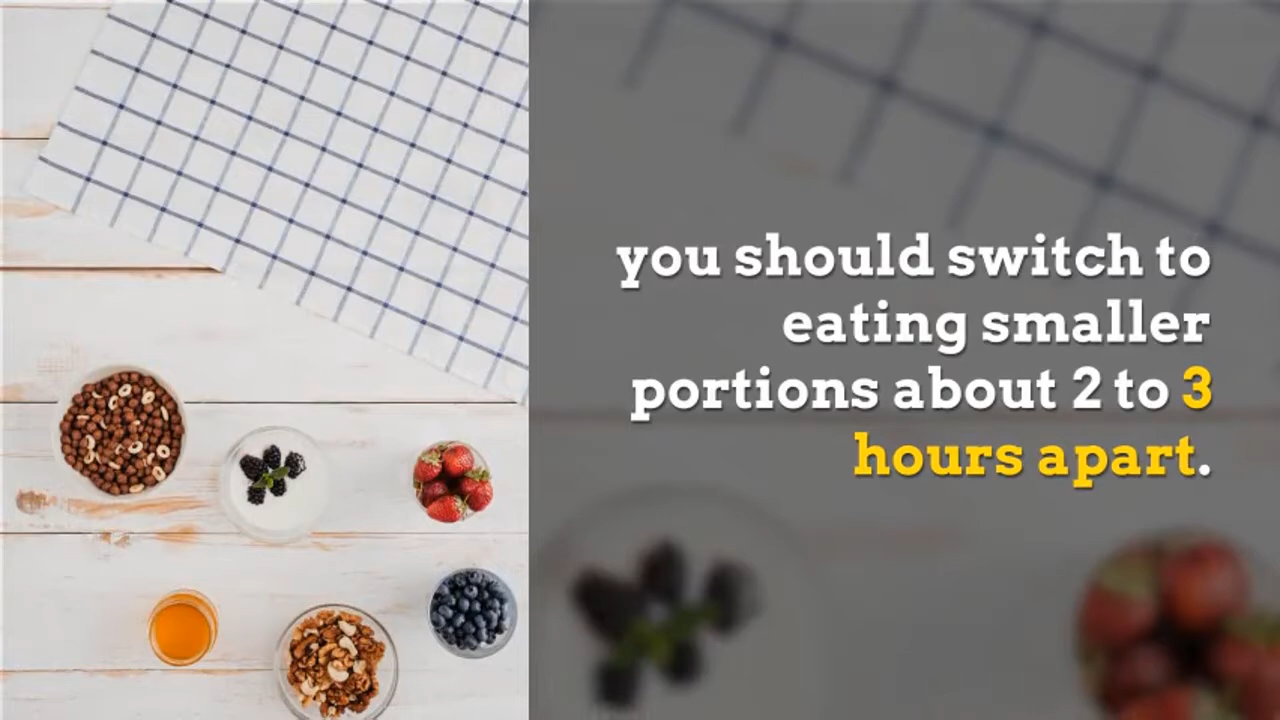 you should switch to
eating smaller
portions about 2 to 3
hours apart.